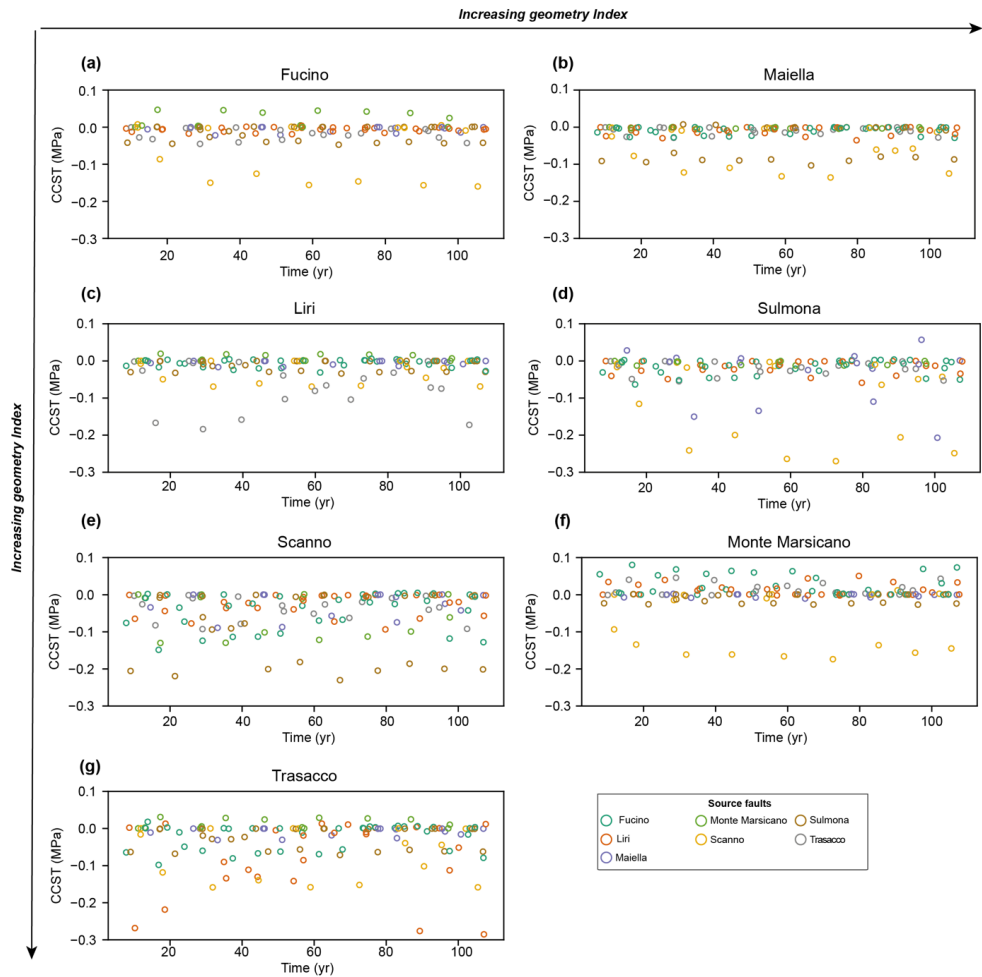 Increasing geometry Index
Increasing geometry Index
(a)
Fucino
0.1
0.0
−0.1
−0.2
−0.3
CCST (MPa)
20 40 60 80 100
Time (yr)
(b)
Maiella
0.1
0.0
−0.1
−0.2
−0.3
CCST (MPa)
20 40 60 80 100
Time (yr)
(c)
Liri
0.1
0.0
−0.1
−0.2
−0.3
CCST (MPa)
20 40 60 80 100
Time (yr)
(d)
Sulmona
0.1
0.0
−0.1
−0.2
−0.3
CCST (MPa)
20 40 60 80 100
Time (yr)
(e)
Scanno
0.1
0.0
−0.1
−0.2
−0.3
CCST (MPa)
20 40 60 80 100
Time (yr)
(f)
Monte Marsicano
0.1
0.0
−0.1
−0.2
−0.3
CCST (MPa)
20 40 60 80 100
Time (yr)
(g)
Trasacco
0.1
0.0
−0.1
−0.2
−0.3
CCST (MPa)
20 40 60 80 100
Time (yr)
Source faults
Fucino Monte Marsicano Sulmona
Liri Scanno Trasacco
Maiella